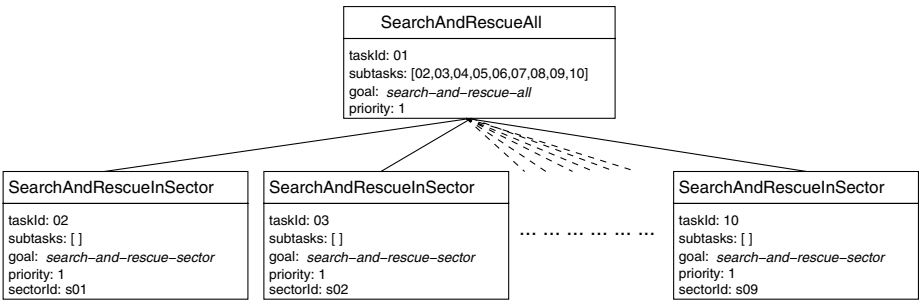 SearchAndRescueAll
taskId: 01
subtasks: [02,03,04,05,06,07,08,09,10]
goal: search−and−rescue−all
priority: 1
SearchAndRescueInSector
taskId: 02
subtasks: [ ]
goal: search−and−rescue−sector
priority: 1
sectorId: s01
SearchAndRescueInSector
taskId: 03
subtasks: [ ]
goal: search−and−rescue−sector
priority: 1
sectorId: s02
... ... ... ... ... ...
SearchAndRescueInSector
taskId: 10
subtasks: [ ]
goal: search−and−rescue−sector
priority: 1
sectorId: s09